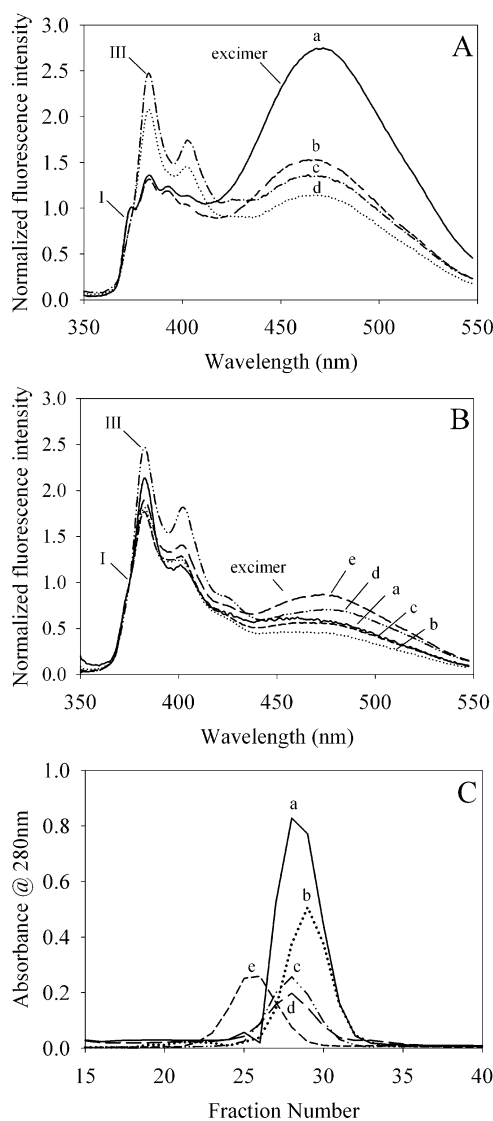 A
3.0
2.5
2.0
1.5
1.0
0.5
0.0
Normalized fluorescence intensity
III
I
excimer
a
b
c
d
350
400
450
500
550
Wavelength (nm)
B
3.0
2.5
2.0
1.5
1.0
0.5
0.0
Normalized fluorescence intensity
III
I
excimer
e
d
a
c
b
350
400
450
500
550
Wavelength (nm)
C
1.0
0.8
0.6
0.4
0.2
0.0
Absorbance @ 280nm
a
b
e
c
d
15
20
25
30
35
40
Fraction Number